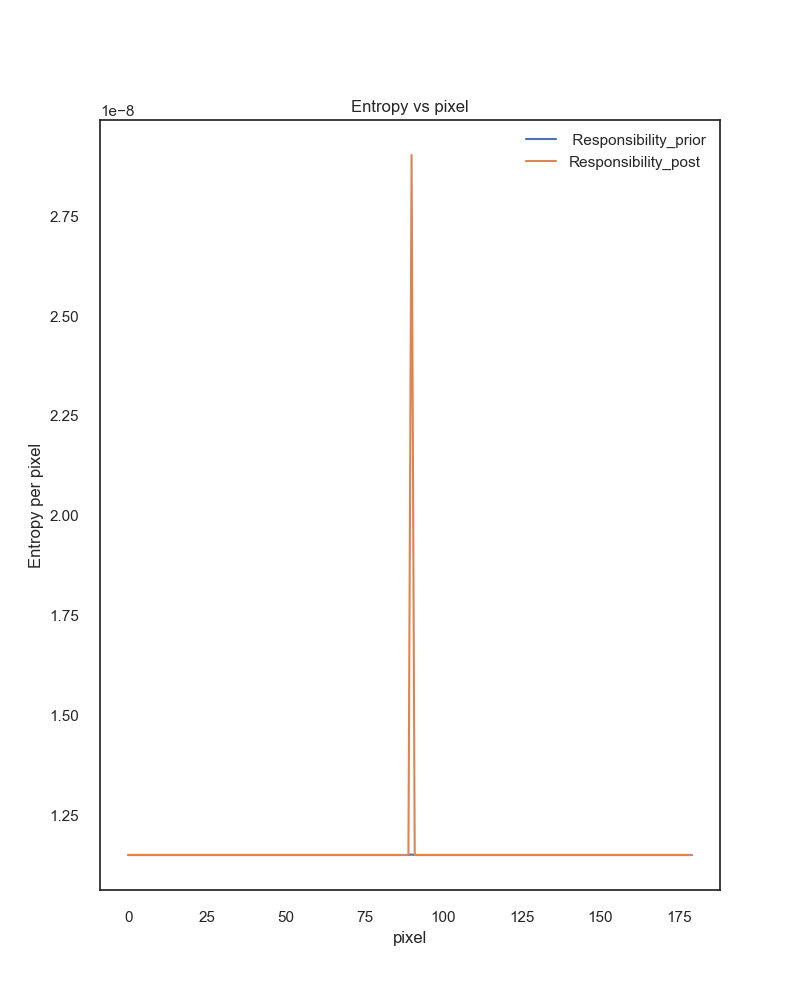 Entropy vs pixel
1e−8
Responsibility_prior
Responsibility_post
2.75
2.50
2.25
2.00
1.75
1.50
1.25
Entropy per pixel
0 25 50 75 100 125 150 175
pixel